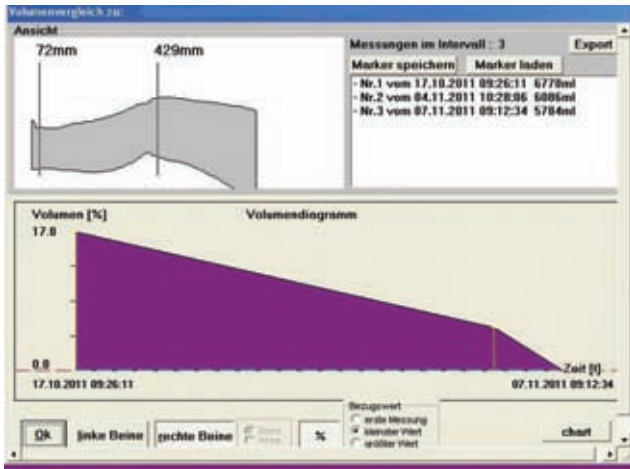 Volumenvergleich zu:
Ansicht
72mm
429mm
Messungen im Intervall : 3
Export
Marker speichern
Marker laden
Nr.1 vom 17.10.2011 09:26:11 6770ml
Nr.2 vom 04.11.2011 10:28:06 6086ml
Nr.3 vom 07.11.2011 09:12:34 5784ml
Volumen [%]
Volumendiagramm
17.0
0.0
Zeit [t]
17.10.2011 09:26:11
07.11.2011 09:12:34
Bezugswert
erste Messung
kleinster Wert
größter Wert
Ok
linke Beine
rechte Beine
%
chart